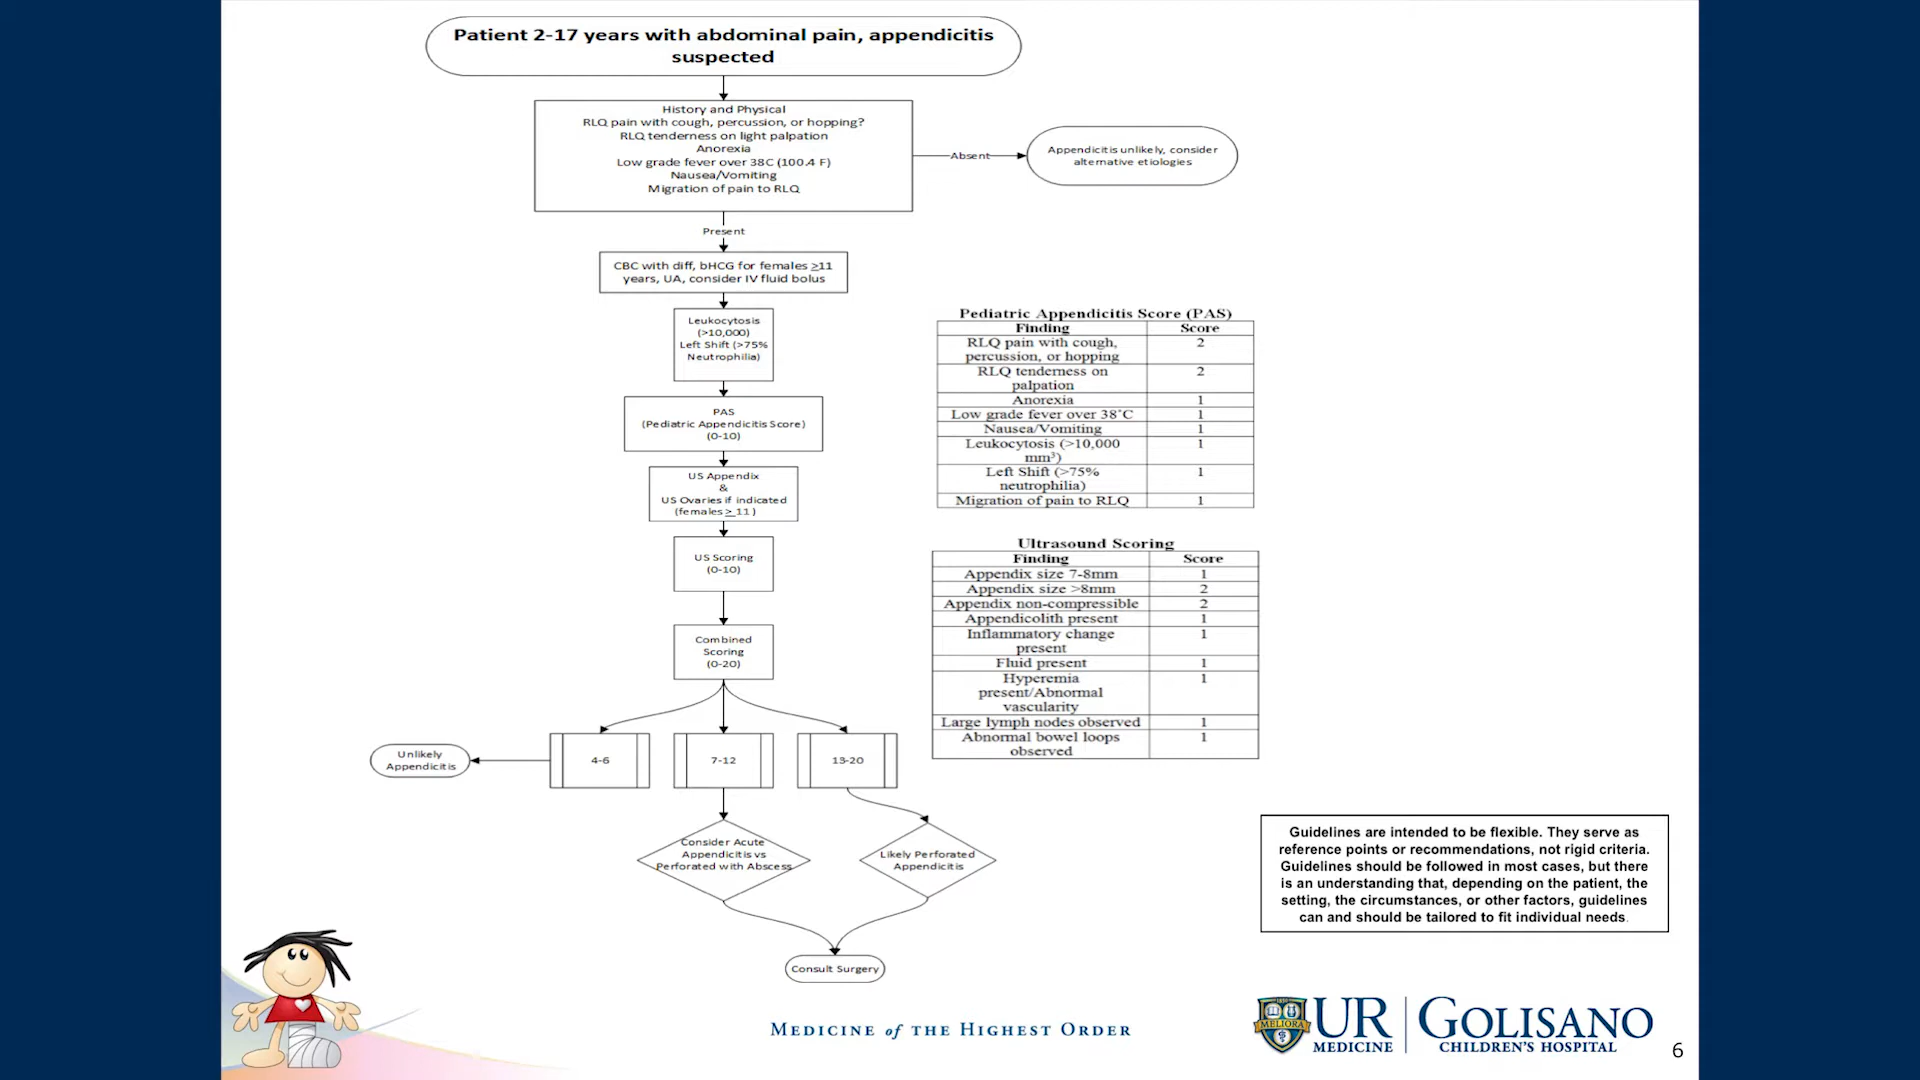 Patient 2-17 years with abdominal pain, appendicitis
suspected
History and Physical
RLQ pain with cough, percussion, or hopping?
RLQ tenderness on light palpation
Anorexia
Low grade fever over 38C (100.4 F)
Nausea/Vomiting
Migration of pain to RLQ
Absent
Appendicitis unlikely, consider
alternative etiologies
Present
CBC with diff, bHCG for females ≥11
years, UA, consider IV fluid bolus
Leukocytosis
(>10,000)
Left Shift (>75%
Neutrophilia)
PAS
(Pediatric Appendicitis Score)
(0-10)
US Appendix
&
US Ovaries if indicated
(females ≥ 11)
US Scoring
(0-10)
Combined
Scoring
(0-20)
Unlikely
Appendicitis
4-6
7-12
13-20
Consider Acute
Appendicitis vs
Perforated with Abscess
Likely Perforated
Appendicitis
Consult Surgery
Pediatric Appendicitis Score (PAS)
Finding Score
RLQ pain with cough, 2
percussion, or hopping
RLQ tenderness on 2
palpation
Anorexia 1
Low grade fever over 38˚C 1
Nausea/Vomiting 1
Leukocytosis (>10,000 1
mm³)
Left Shift (>75% 1
neutrophilia)
Migration of pain to RLQ 1
Ultrasound Scoring
Finding Score
Appendix size 7-8mm 1
Appendix size >8mm 2
Appendix non-compressible 2
Appendicolith present 1
Inflammatory change 1
present
Fluid present 1
Hyperemia 1
present/Abnormal
vascularity
Large lymph nodes observed 1
Abnormal bowel loops 1
observed
Guidelines are intended to be flexible. They serve as
reference points or recommendations, not rigid criteria.
Guidelines should be followed in most cases, but there
is an understanding that, depending on the patient, the
setting, the circumstances, or other factors, guidelines
can and should be tailored to fit individual needs.
MEDICINE of THE HIGHEST ORDER
MELIORA
UR
MEDICINE
GOLISANO
CHILDREN'S HOSPITAL
6